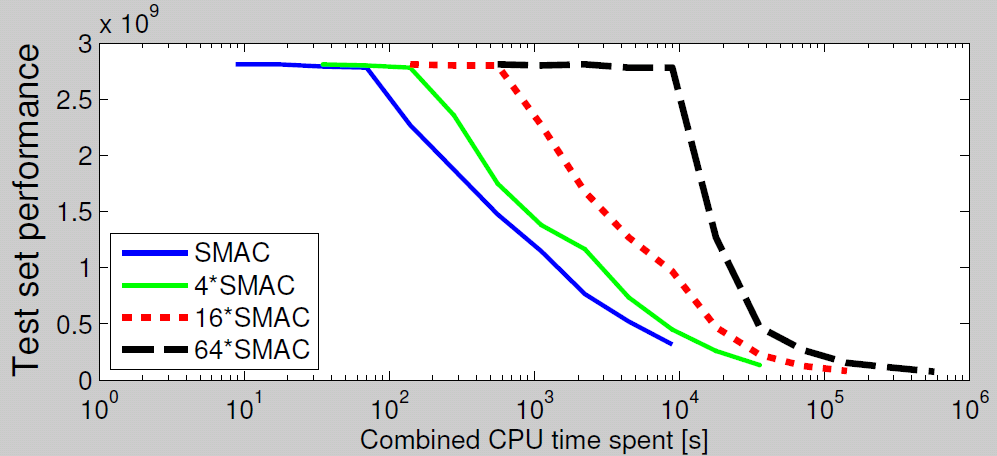 x 10^9
Test set performance
3
2.5
2
1.5
1
0.5
0
SMAC
4*SMAC
16*SMAC
64*SMAC
10^0 10^1 10^2 10^3 10^4 10^5 10^6
Combined CPU time spent [s]